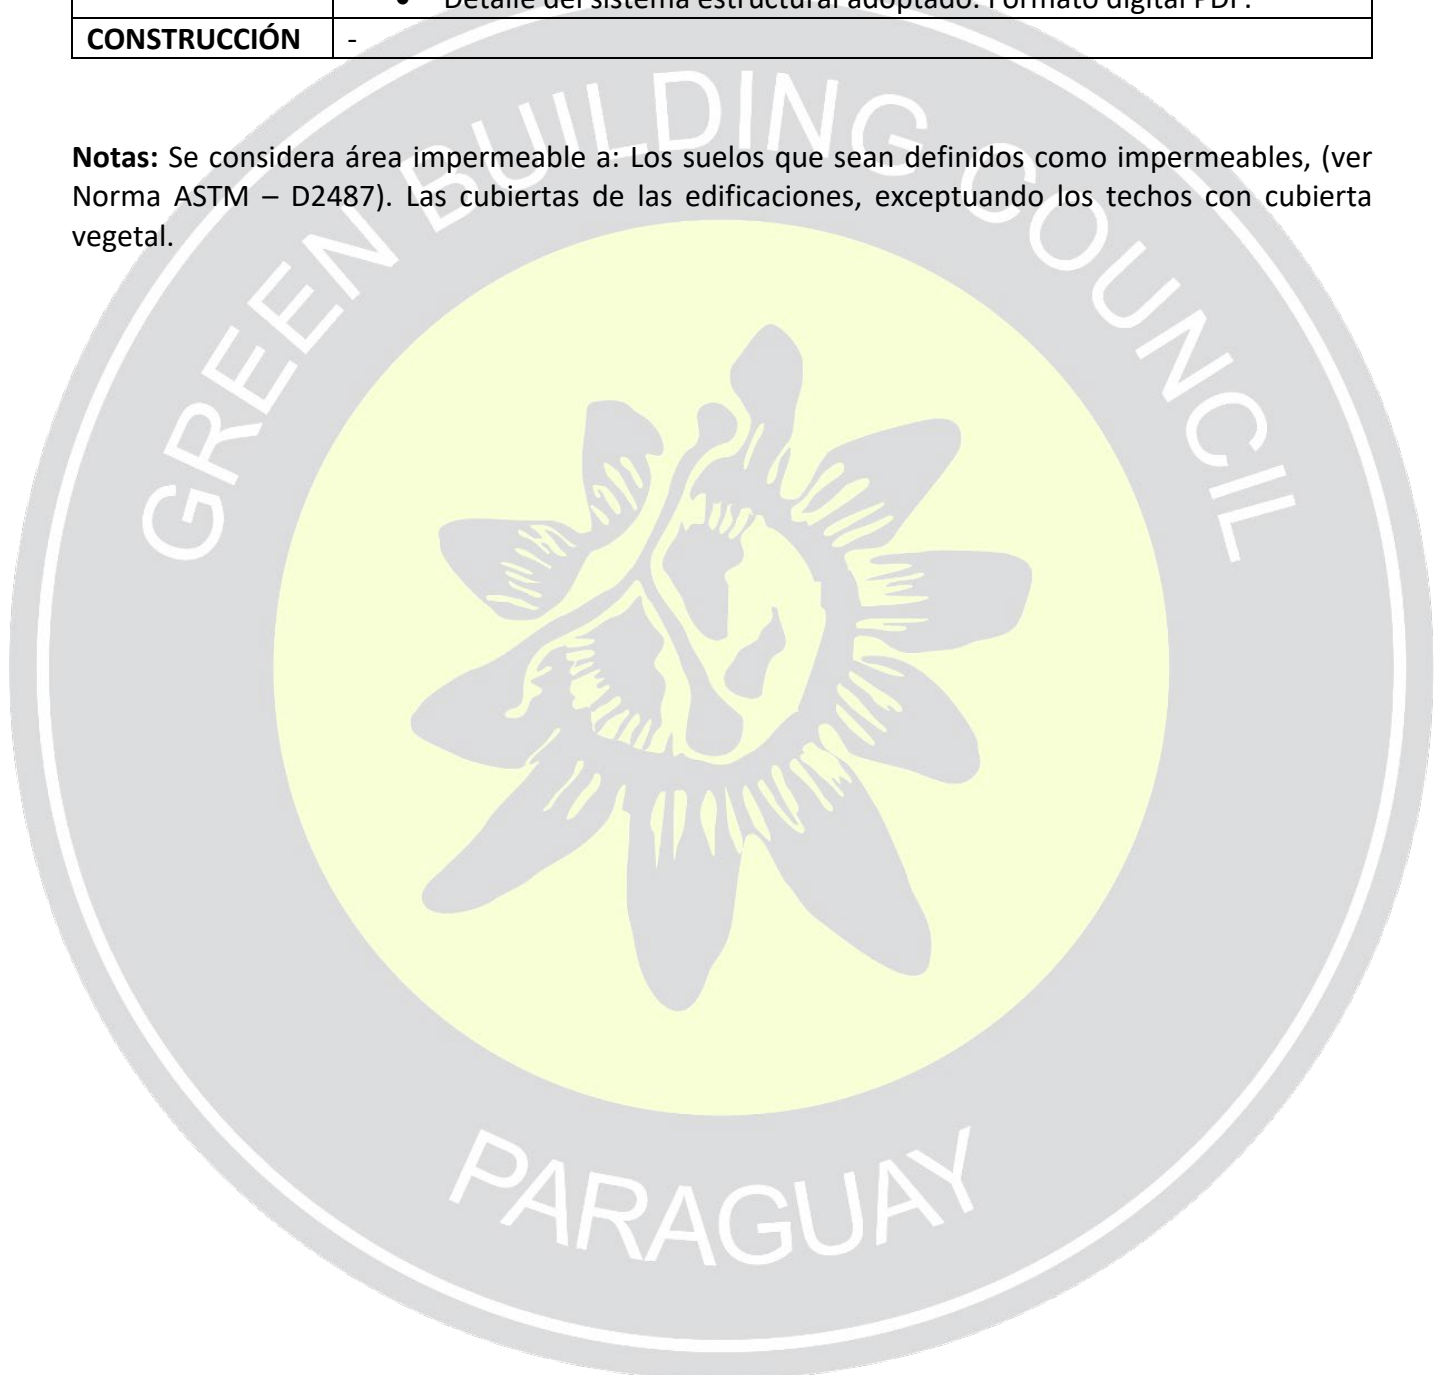 • Detalle del sistema estructural adoptado. Formato digital PDF.
CONSTRUCCIÓN -
Notas: Se considera área impermeable a: Los suelos que sean definidos como impermeables, (ver
Norma ASTM – D2487). Las cubiertas de las edificaciones, exceptuando los techos con cubierta
vegetal.
GREEN BUILDING COUNCIL
PARAGUAY